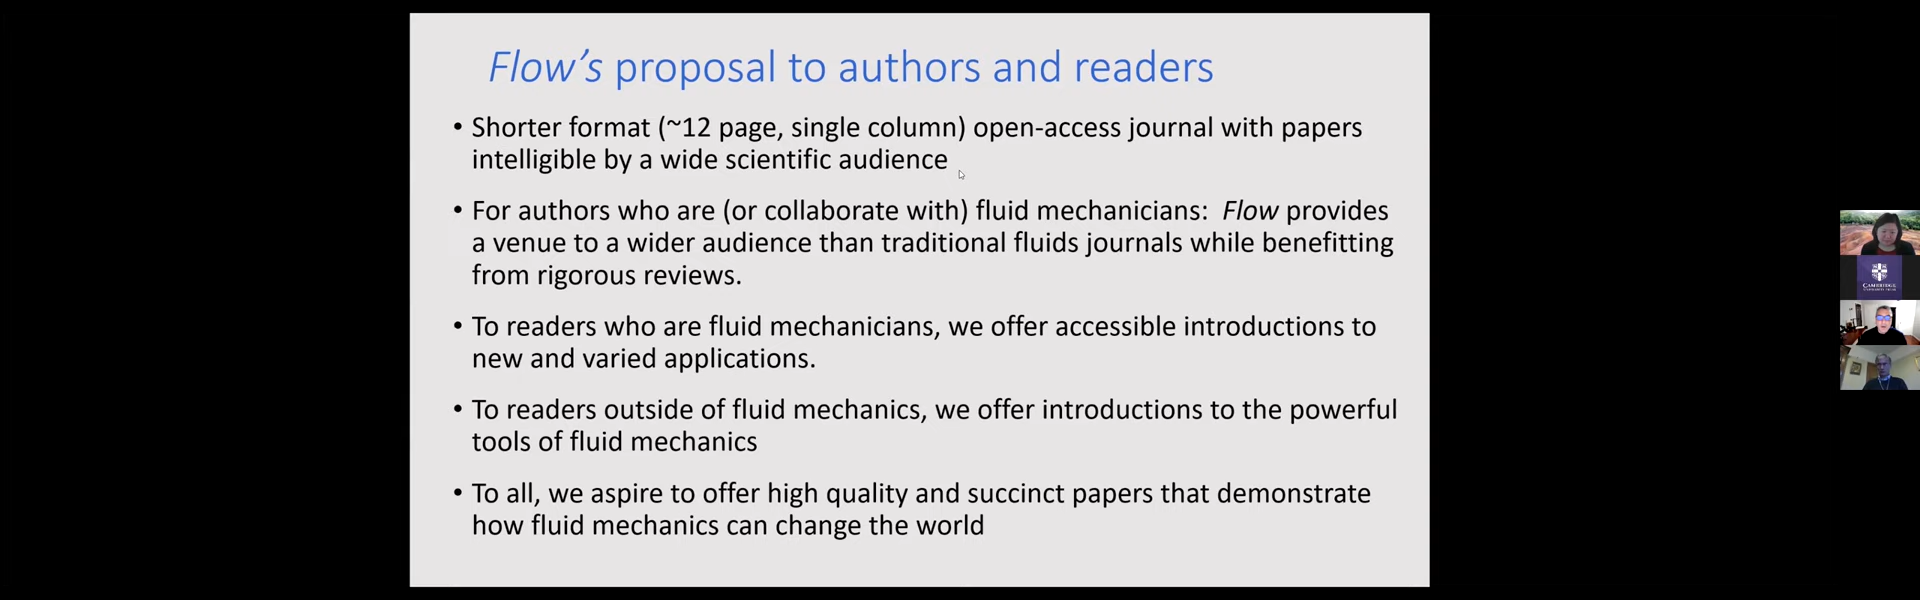 Flow’s proposal to authors and readers
• Shorter format (~12 page, single column) open-access journal with papers
intelligible by a wide scientific audience
• For authors who are (or collaborate with) fluid mechanicians: Flow provides
a venue to a wider audience than traditional fluids journals while benefitting
from rigorous reviews.
• To readers who are fluid mechanicians, we offer accessible introductions to
new and varied applications.
• To readers outside of fluid mechanics, we offer introductions to the powerful
tools of fluid mechanics
• To all, we aspire to offer high quality and succinct papers that demonstrate
how fluid mechanics can change the world
CAMBRIDGE